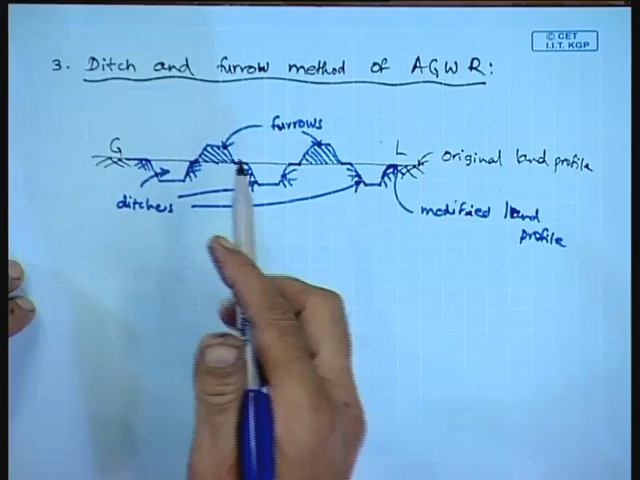 © CET
I.I.T. KGP
3. Ditch and furrow method of AGWR:
furrows
G L
original land profile
ditches
modified land
profile